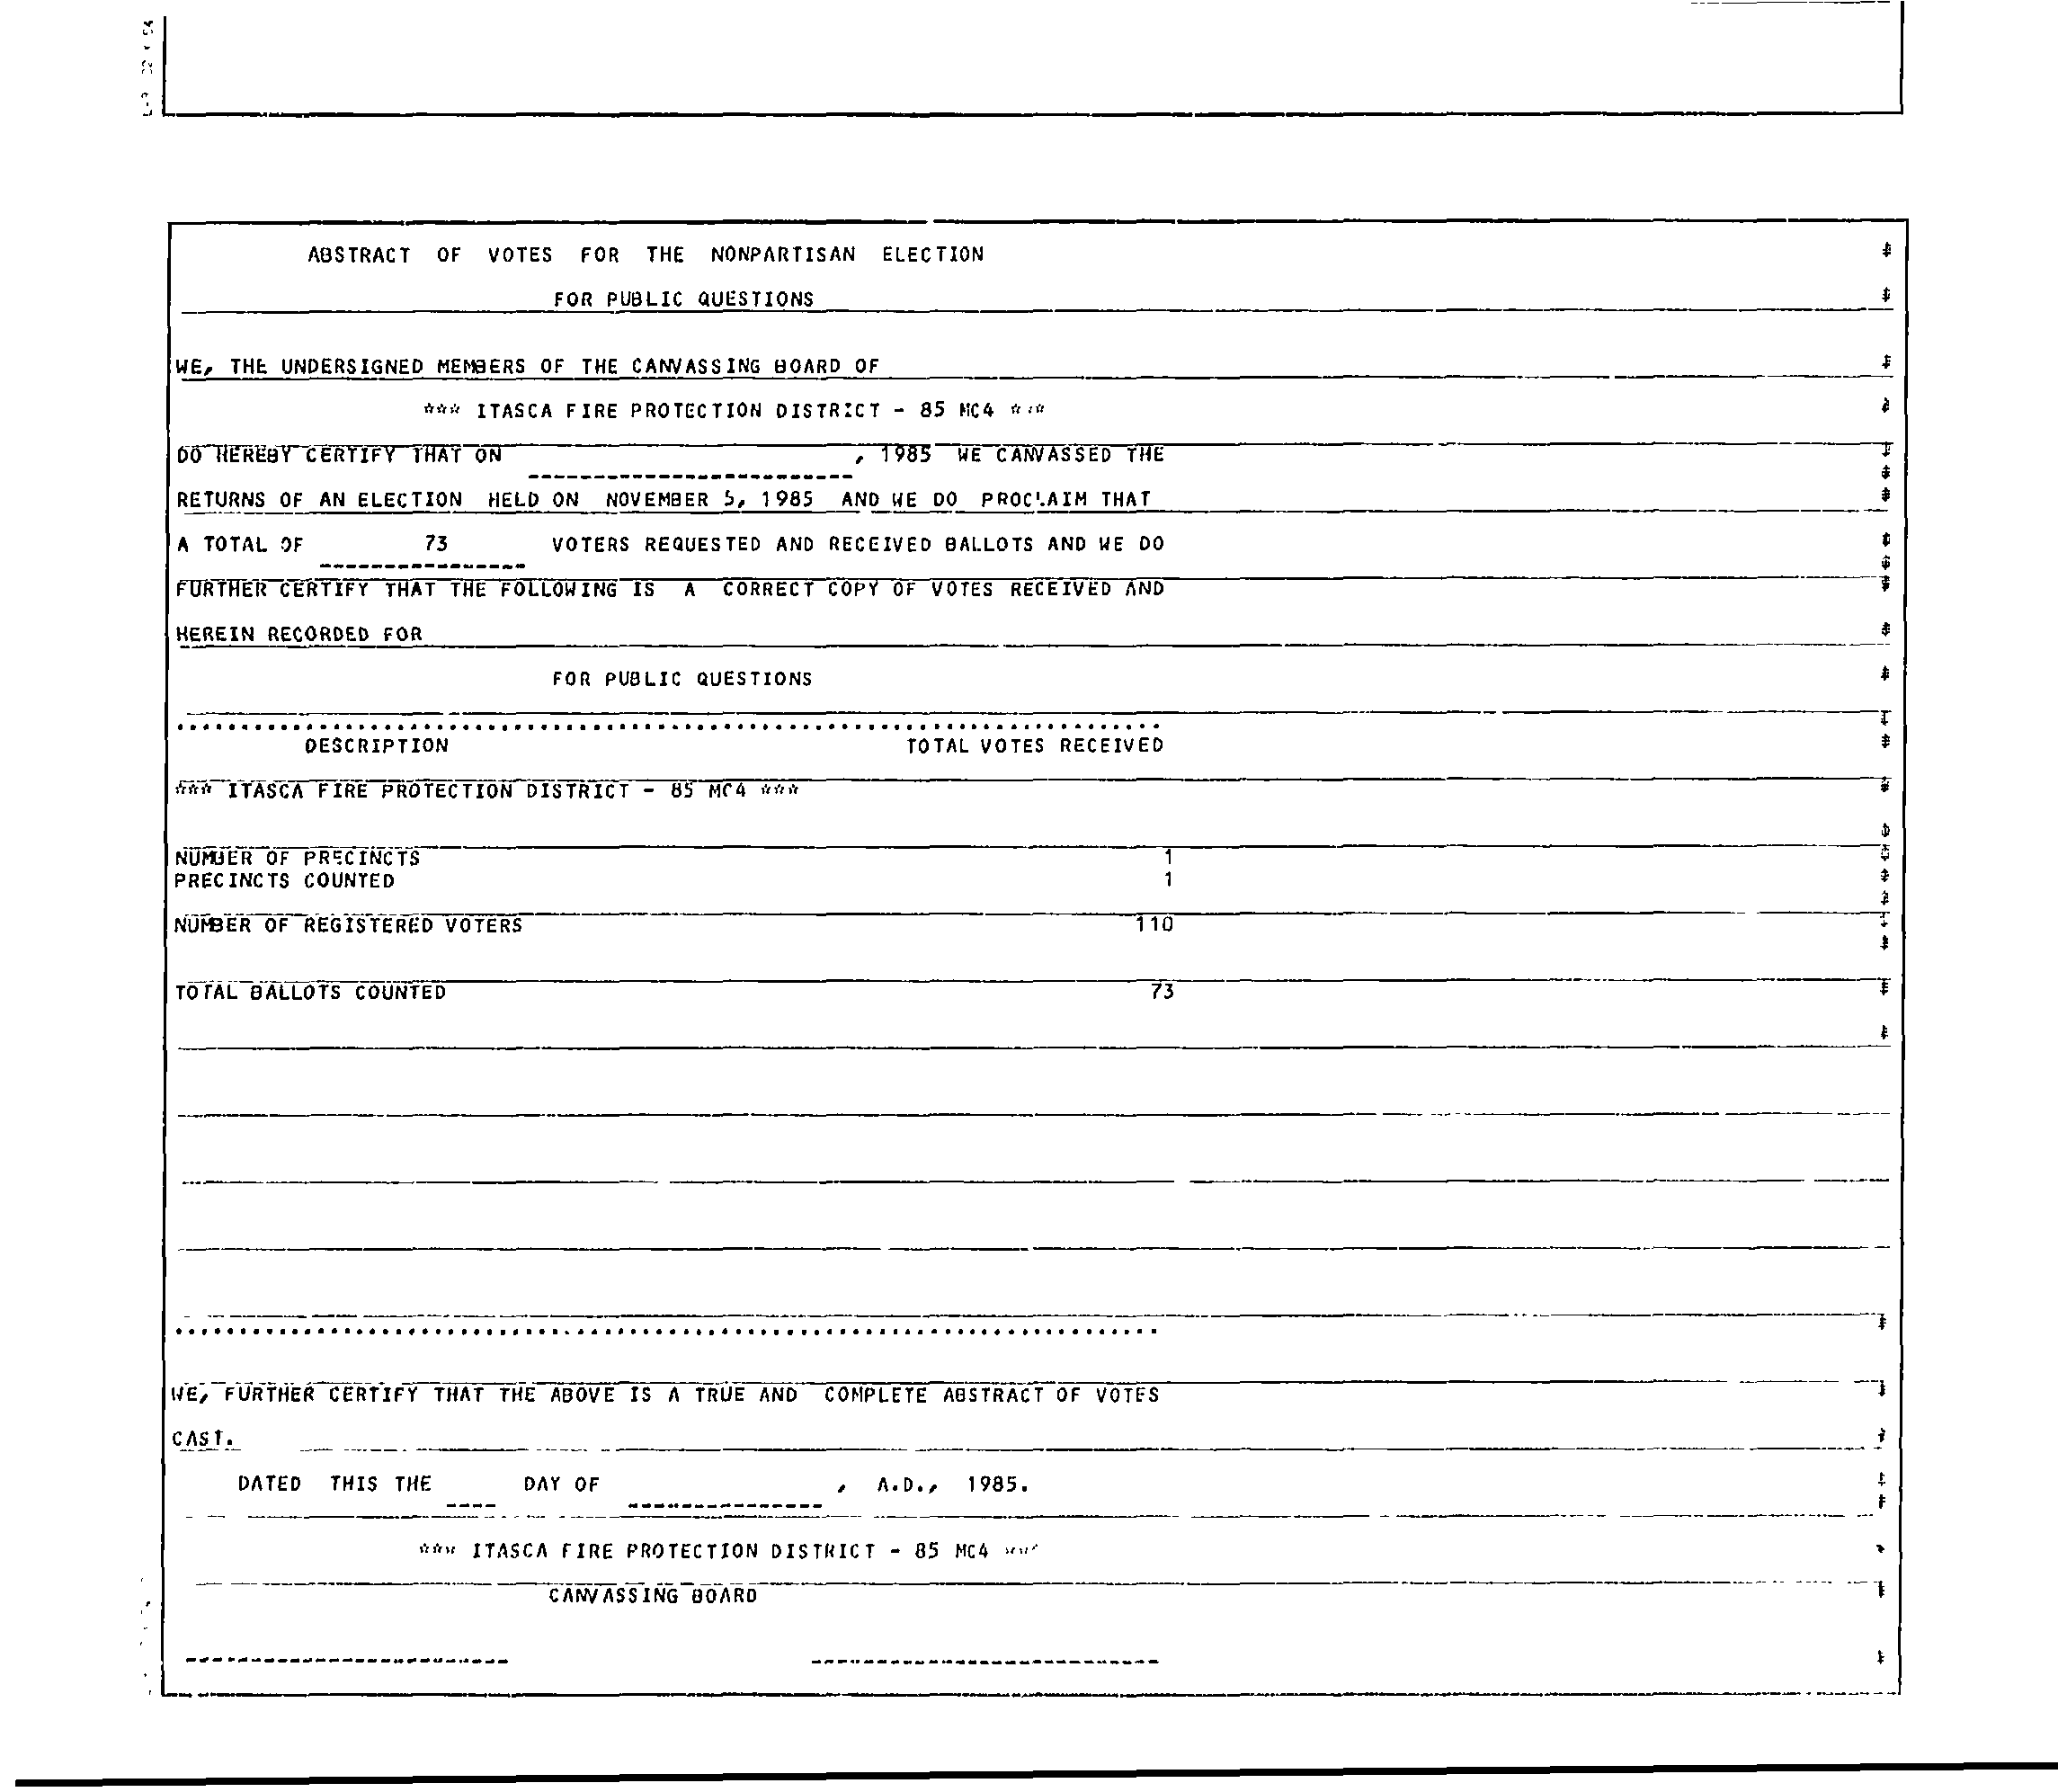 ABSTRACT OF VOTES FOR THE NONPARTISAN ELECTION
FOR PUBLIC QUESTIONS
WE, THE UNDERSIGNED MEMBERS OF THE CANVASSING BOARD OF
*** ITASCA FIRE PROTECTION DISTRICT - 85 MC4 ***
DO HEREBY CERTIFY THAT ON , 1985 WE CANVASSED THE
RETURNS OF AN ELECTION HELD ON NOVEMBER 5, 1985 AND WE DO PROCLAIM THAT
A TOTAL OF 73 VOTERS REQUESTED AND RECEIVED BALLOTS AND WE DO
FURTHER CERTIFY THAT THE FOLLOWING IS A CORRECT COPY OF VOTES RECEIVED AND
HEREIN RECORDED FOR
FOR PUBLIC QUESTIONS
DESCRIPTION TOTAL VOTES RECEIVED
*** ITASCA FIRE PROTECTION DISTRICT - 85 MC4 ***
NUMBER OF PRECINCTS 1
PRECINCTS COUNTED 1
NUMBER OF REGISTERED VOTERS 110
TOTAL BALLOTS COUNTED 73
WE, FURTHER CERTIFY THAT THE ABOVE IS A TRUE AND COMPLETE ABSTRACT OF VOTES
CAST.
DATED THIS THE ---- DAY OF ---------------, A.D., 1985.
*** ITASCA FIRE PROTECTION DISTRICT - 85 MC4 ***
CANVASSING BOARD